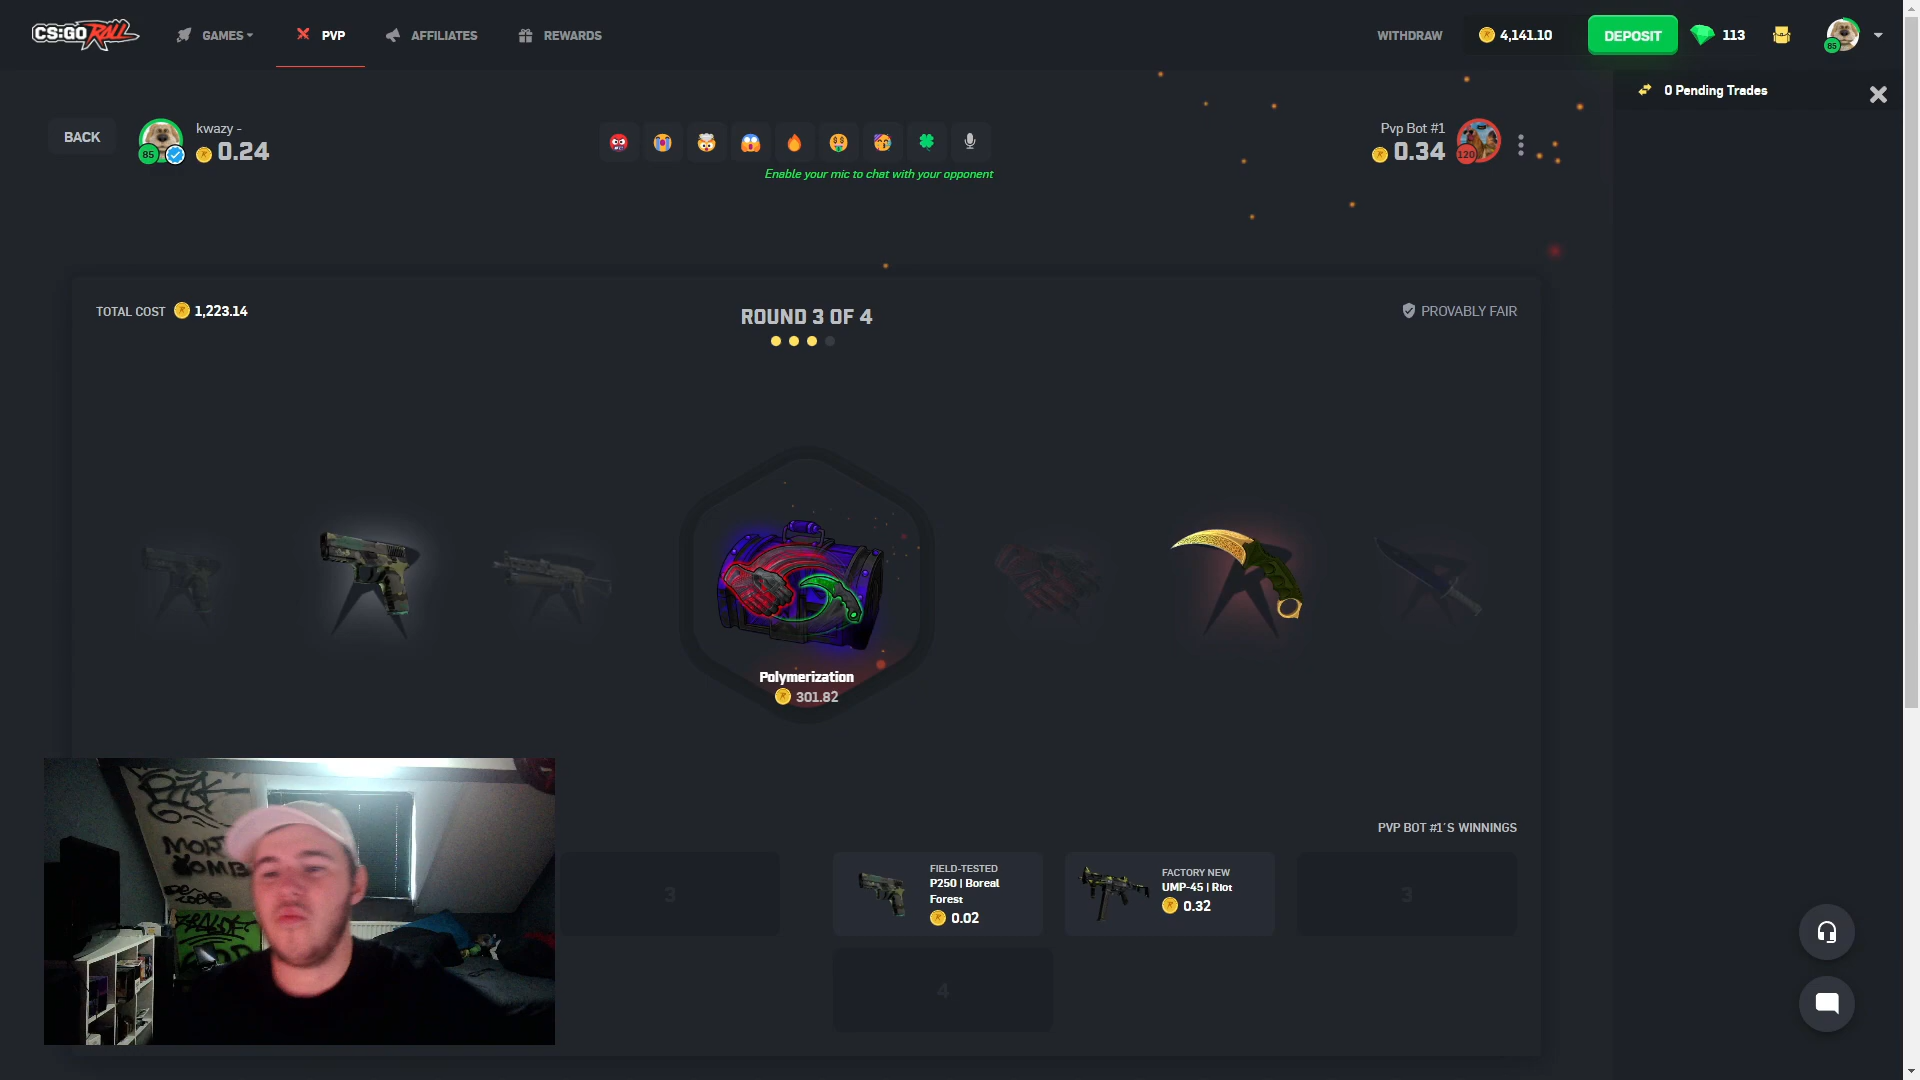 CS:GO ROLL
GAMES
PVP
AFFILIATES
REWARDS
WITHDRAW
4,141.10
DEPOSIT
113
85
0 Pending Trades
BACK
kwazy -
85
0.24
Enable your mic to chat with your opponent
Pvp Bot #1
0.34
120
TOTAL COST 1,223.14
ROUND 3 OF 4
PROVABLY FAIR
Polymerization
301.82
PVP BOT #1'S WINNINGS
3
FIELD-TESTED
P250 | Boreal
Forest
0.02
FACTORY NEW
UMP-45 | Riot
0.32
3
4